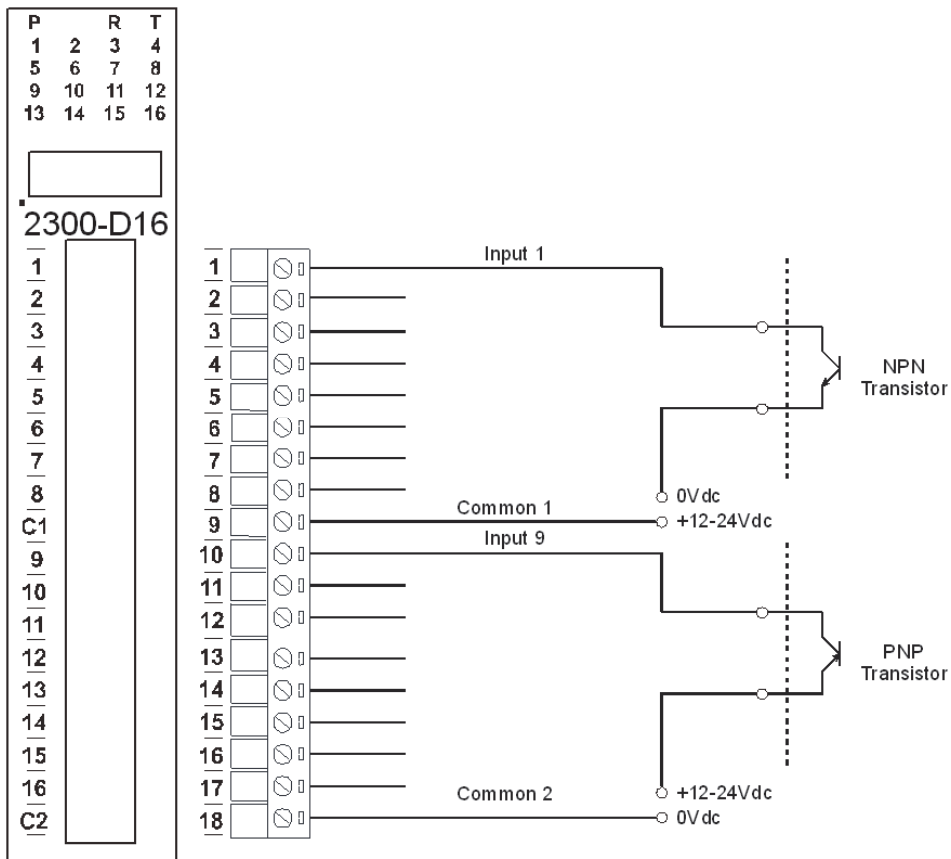 P R T
1 2 3 4
5 6 7 8
9 10 11 12
13 14 15 16
2300-D16
1
2
3
4
5
6
7
8
C1
9
10
11
12
13
14
15
16
C2
1
2
3
4
5
6
7
8
9
10
11
12
13
14
15
16
17
18
Input 1
NPN
Transistor
0Vdc
Common 1
+12-24Vdc
Input 9
PNP
Transistor
+12-24Vdc
Common 2
0Vdc